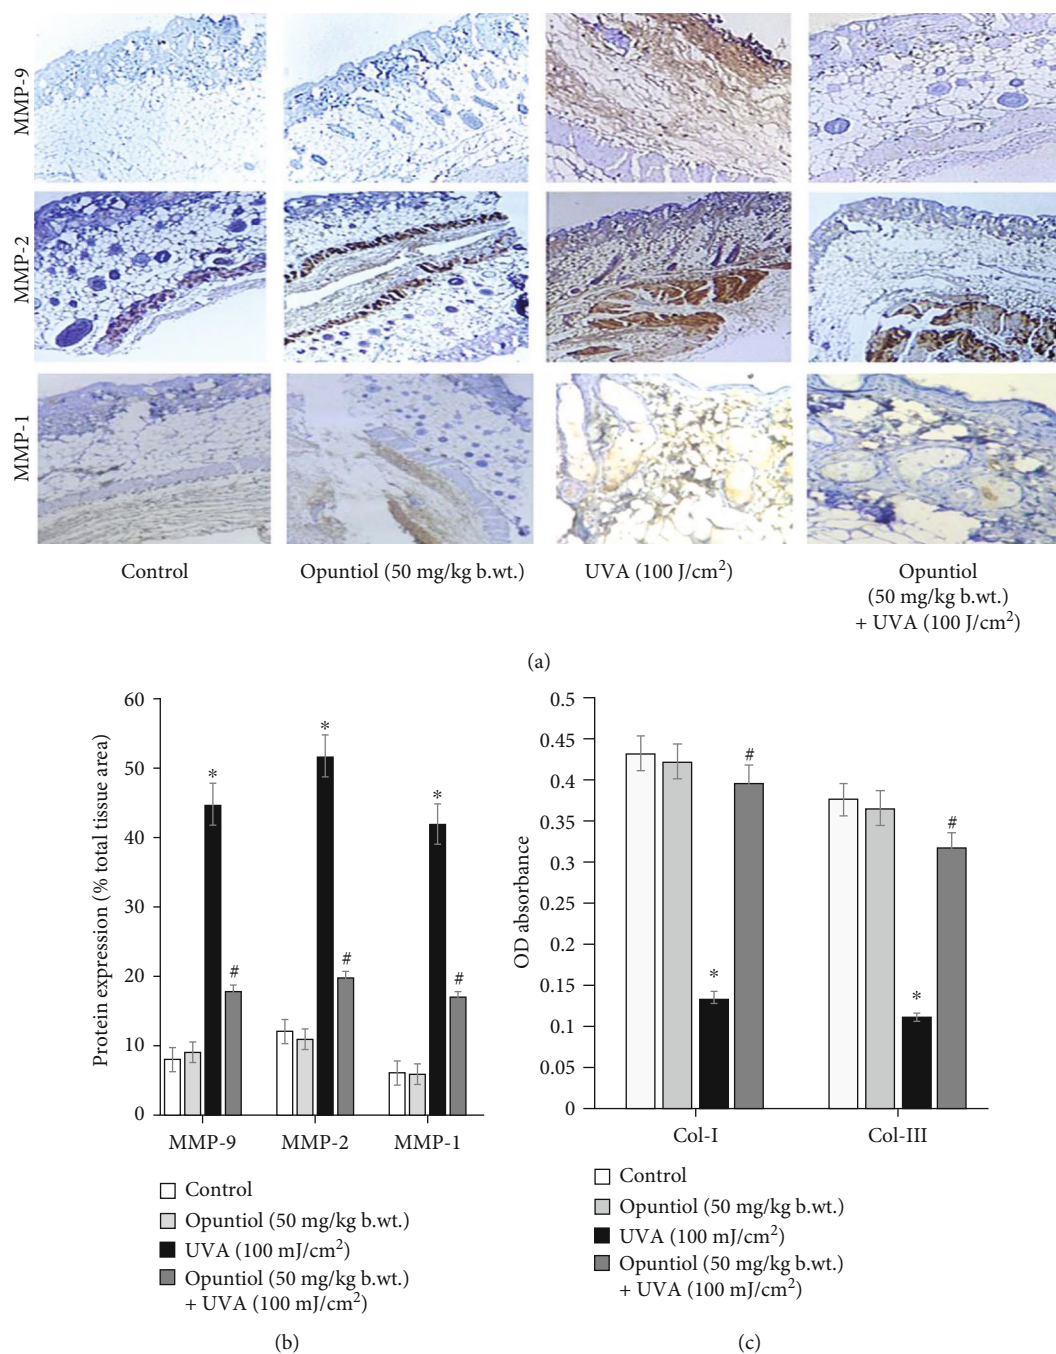 MMP-9
MMP-2
MMP-1
Control
Opuntiol (50 mg/kg b.wt.)
UVA (100 J/cm²)
Opuntiol
(50 mg/kg b.wt.)
+ UVA (100 J/cm²)
(a)
Protein expression (% total tissue area)
60
50
40
30
20
10
0
*
#
*
#
*
#
MMP-9
MMP-2
MMP-1
Control
Opuntiol (50 mg/kg b.wt.)
UVA (100 mJ/cm²)
Opuntiol (50 mg/kg b.wt.)
+ UVA (100 mJ/cm²)
(b)
OD absorbance
0.5
0.45
0.4
0.35
0.3
0.25
0.2
0.15
0.1
0.05
0
*
#
*
#
Col-I
Col-III
Control
Opuntiol (50 mg/kg b.wt.)
UVA (100 mJ/cm²)
Opuntiol (50 mg/kg b.wt.)
+ UVA (100 mJ/cm²)
(c)